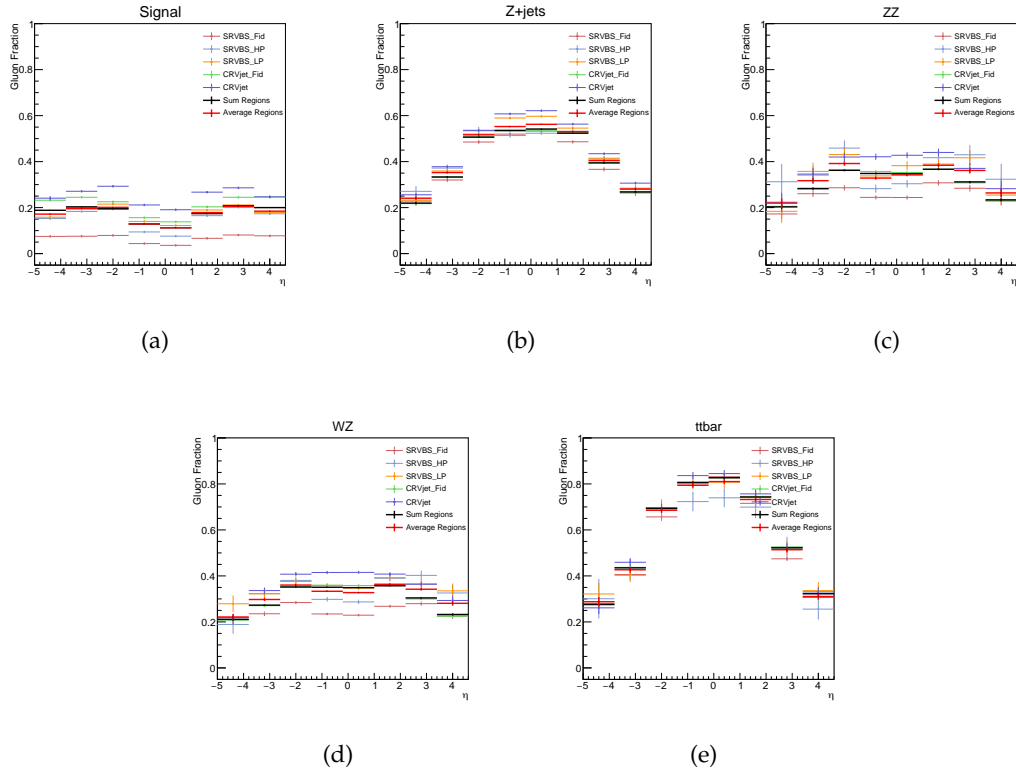 Signal
Gluon Fraction
1
0.8
0.6
0.4
0.2
0
SRVBS_Fid
SRVBS_HP
SRVBS_LP
CRVjet_Fid
CRVjet
Sum Regions
Average Regions
−5 −4 −3 −2 −1 0 1 2 3 4
η
(a)
Z+jets
Gluon Fraction
1
0.8
0.6
0.4
0.2
0
SRVBS_Fid
SRVBS_HP
SRVBS_LP
CRVjet_Fid
CRVjet
Sum Regions
Average Regions
−5 −4 −3 −2 −1 0 1 2 3 4
η
(b)
ZZ
Gluon Fraction
1
0.8
0.6
0.4
0.2
0
SRVBS_Fid
SRVBS_HP
SRVBS_LP
CRVjet_Fid
CRVjet
Sum Regions
Average Regions
−5 −4 −3 −2 −1 0 1 2 3 4
η
(c)
WZ
Gluon Fraction
1
0.8
0.6
0.4
0.2
0
SRVBS_Fid
SRVBS_HP
SRVBS_LP
CRVjet_Fid
CRVjet
Sum Regions
Average Regions
−5 −4 −3 −2 −1 0 1 2 3 4
η
(d)
ttbar
Gluon Fraction
1
0.8
0.6
0.4
0.2
0
SRVBS_Fid
SRVBS_HP
SRVBS_LP
CRVjet_Fid
CRVjet
Sum Regions
Average Regions
−5 −4 −3 −2 −1 0 1 2 3 4
η
(e)